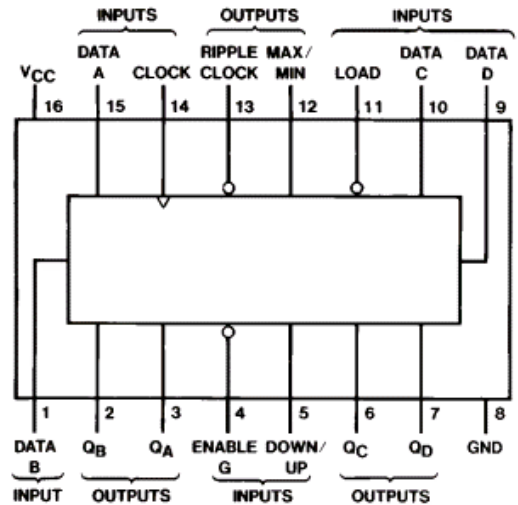 INPUTS OUTPUTS INPUTS
DATA RIPPLE MAX/ DATA DATA
VCC A CLOCK CLOCK MIN LOAD C D
16 15 14 13 12 11 10 9
1 2 3 4 5 6 7 8
DATA QB QA ENABLE DOWN/ QC QD GND
B G UP
INPUT OUTPUTS INPUTS OUTPUTS